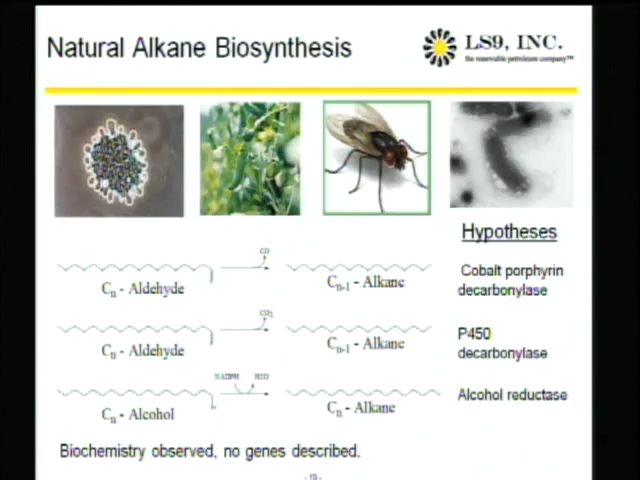 Natural Alkane Biosynthesis
LS9, INC.
the renewable petroleum company™
Hypotheses
CO
Cn - Aldehyde
Cn-1 - Alkane
Cobalt porphyrin
decarbonylase
CO2
Cn - Aldehyde
Cn-1 - Alkane
P450
decarbonylase
NADPH H2O
Cn - Alcohol
Cn - Alkane
Alcohol reductase
Biochemistry observed, no genes described.